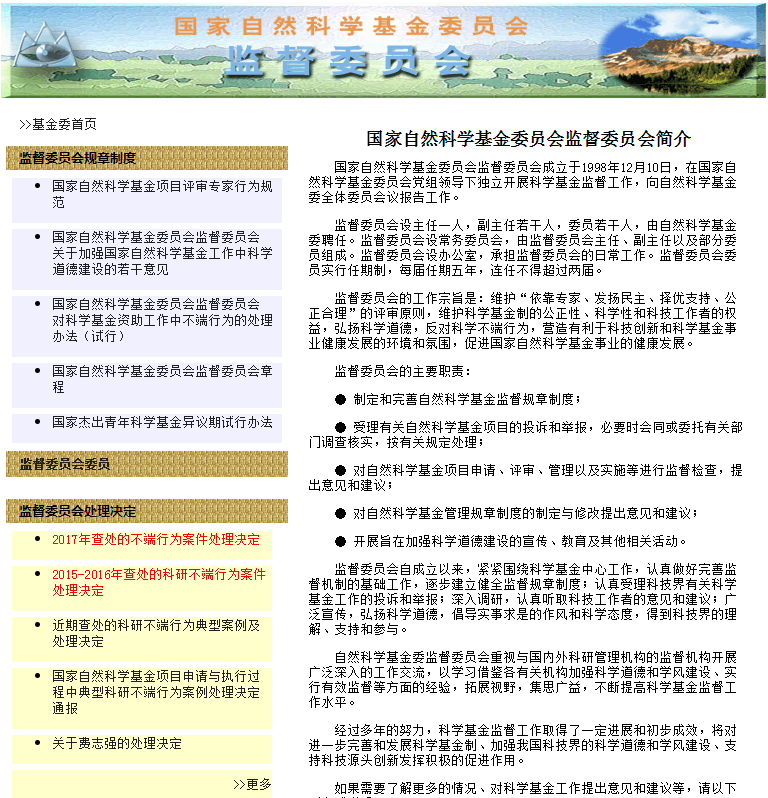 国家自然科学基金委员会
监督委员会
>>基金委首页
监督委员会规章制度
国家自然科学基金项目评审专家行为规
范
国家自然科学基金委员会监督委员会
关于加强国家自然科学基金工作中科学
道德建设的若干意见
国家自然科学基金委员会监督委员会
对科学基金资助工作中不端行为的处理
办法（试行）
国家自然科学基金委员会监督委员会章
程
国家杰出青年科学基金异议期试行办法
监督委员会委员
监督委员会处理决定
2017年查处的不端行为案件处理决定
2015-2016年查处的科研不端行为案件
处理决定
近期查处的科研不端行为典型案例及
处理决定
国家自然科学基金项目申请与执行过
程中典型科研不端行为案例处理决定
通报
关于费志强的处理决定
>>更多
国家自然科学基金委员会监督委员会简介
国家自然科学基金委员会监督委员会成立于1998年12月10日，在国家自
然科学基金委员会党组领导下独立开展科学基金监督工作，向自然科学基金
委全体委员会议报告工作。
监督委员会设主任一人，副主任若干人，委员若干人，由自然科学基金
委聘任。监督委员会设常务委员会，由监督委员会主任、副主任以及部分委
员组成。监督委员会设办公室，承担监督委员会的日常工作。监督委员会委
员实行任期制，每届任期五年，连任不得超过两届。
监督委员会的工作宗旨是：维护“依靠专家、发扬民主、择优支持、公
正合理”的评审原则，维护科学基金制的公正性、科学性和科技工作者的权
益，弘扬科学道德，反对科学不端行为，营造有利于科技创新和科学基金事
业健康发展的环境和氛围，促进国家自然科学基金事业的健康发展。
监督委员会的主要职责：
● 制定和完善自然科学基金监督规章制度；
● 受理有关自然科学基金项目的投诉和举报，必要时会同或委托有关部
门调查核实，按有关规定处理；
● 对自然科学基金项目申请、评审、管理以及实施等进行监督检查，提
出意见和建议；
● 对自然科学基金管理规章制度的制定与修改提出意见和建议；
● 开展旨在加强科学道德建设的宣传、教育及其他相关活动。
监督委员会自成立以来，紧紧围绕科学基金中心工作，认真做好完善监
督机制的基础工作，逐步建立健全监督规章制度；认真受理科技界有关科学
基金工作的投诉和举报；深入调研，认真听取科技工作者的意见和建议；广
泛宣传，弘扬科学道德，倡导实事求是的作风和科学态度，得到科技界的理
解、支持和参与。
自然科学基金委监督委员会重视与国内外科研管理机构的监督机构开展
广泛深入的工作交流，以学习借鉴各有关机构加强科学道德和学风建设、实
行有效监督等方面的经验，拓展视野，集思广益，不断提高科学基金监督工
作水平。
经过多年的努力，科学基金监督工作取得了一定进展和初步成效，将对
进一步完善和发展科学基金制、加强我国科技界的科学道德和学风建设、支
持科技源头创新发挥积极的促进作用。
如果需要了解更多的情况、对科学基金工作提出意见和建议等，请以下